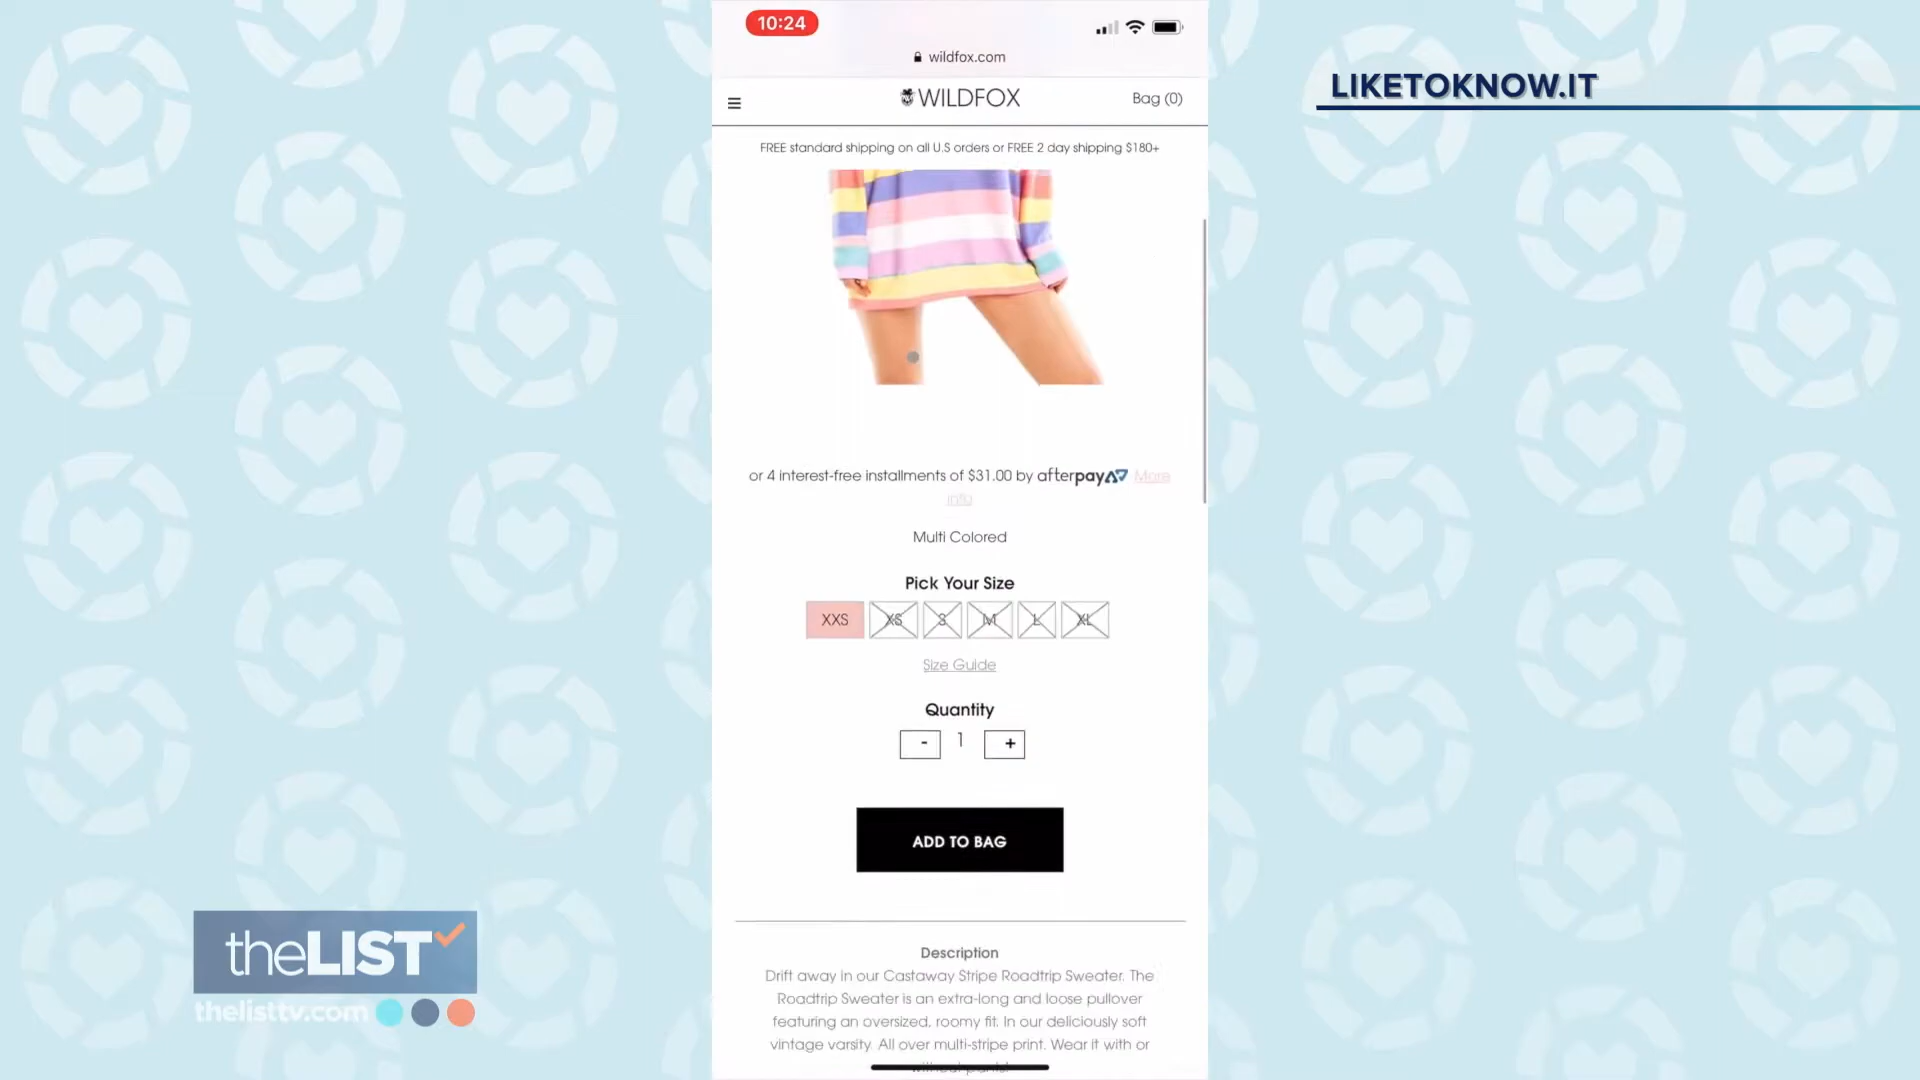 10:24
wildfox.com
LIKETOKNOW.IT
WILDFOX
Bag (0)
FREE standard shipping on all U.S orders or FREE 2 day shipping $180+
or 4 interest-free installments of $31.00 by afterpay More
info
Multi Colored
Pick Your Size
XXS XS S M L XL
Size Guide
Quantity
- 1 +
ADD TO BAG
Description
Drift away in our Castaway Stripe Roadtrip Sweater. The
Roadtrip Sweater is an extra-long and loose pullover
featuring an oversized, roomy fit. In our deliciously soft
vintage varsity. All over multi-stripe print. Wear it with or
theLIST
thelisttv.com